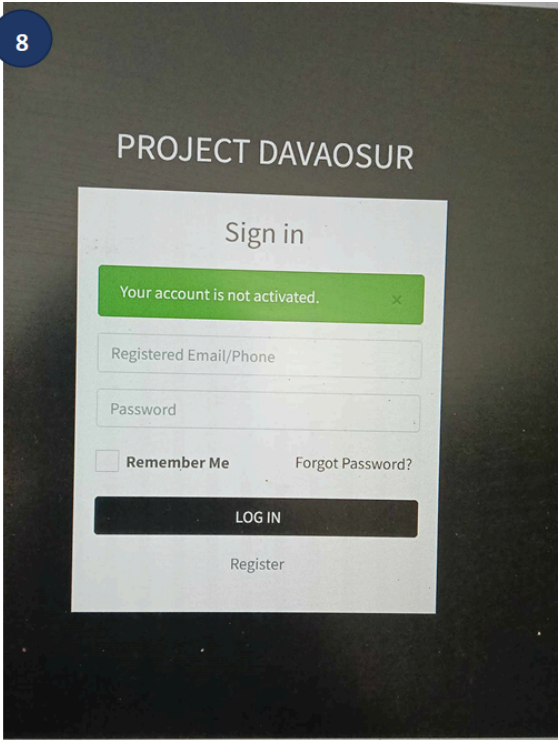 8
PROJECT DAVAOSUR
Sign in
Your account is not activated. ×
Registered Email/Phone
Password
Remember Me Forgot Password?
LOG IN
Register